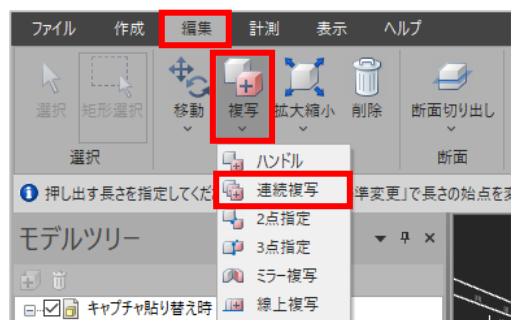 ファイル 作成 編集 計測 表示 ヘルプ
選択 矩形選択 移動 複写 拡大縮小 削除 断面切り出し
選択 断面
ハンドル
押し出す長さを指定してくだ 連続複写 準変更」で長さの始点を変
2点指定
モデルツリー 3点指定
ミラー複写
キャプチャ貼り替え時 線上複写